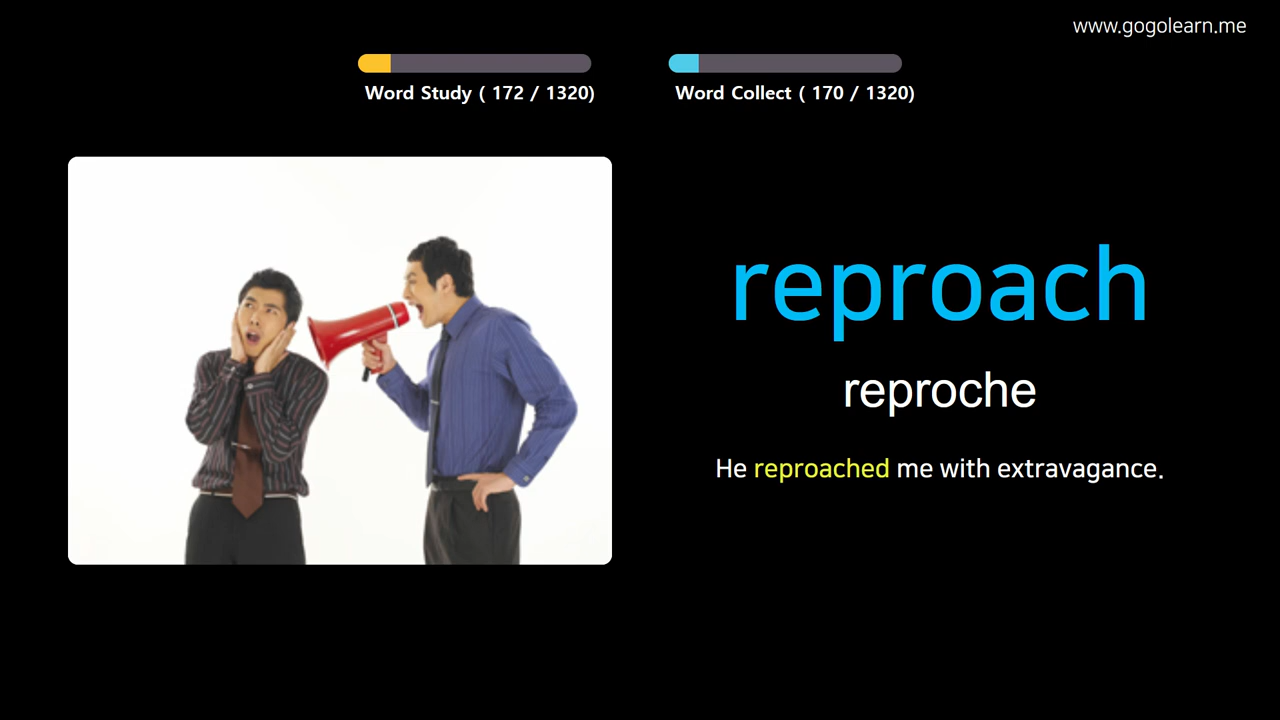 www.gogolearn.me
Word Study ( 172 / 1320)
Word Collect ( 170 / 1320)
reproach
reproche
He reproached me with extravagance.